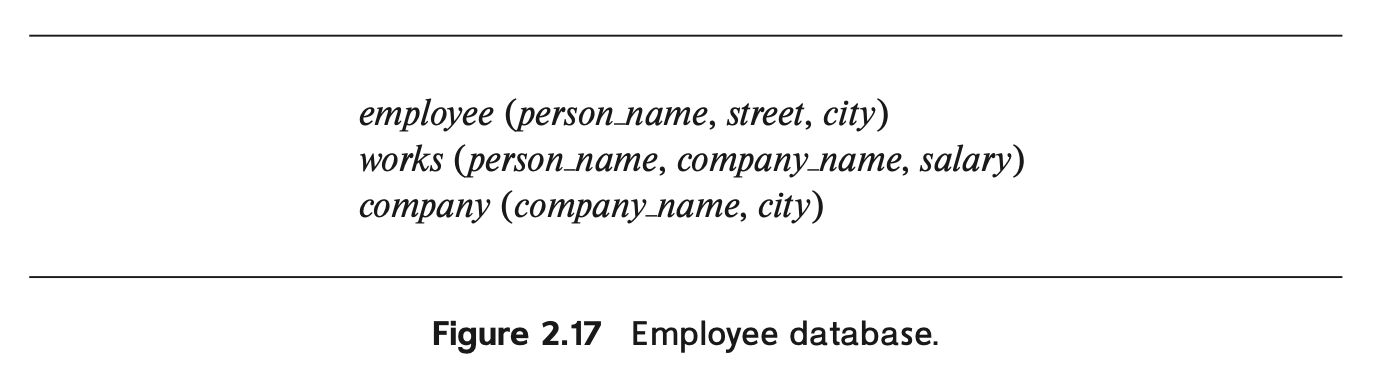 employee (person_name, street, city)
works (person_name, company_name, salary)
company (company_name, city)
Figure 2.17 Employee database.